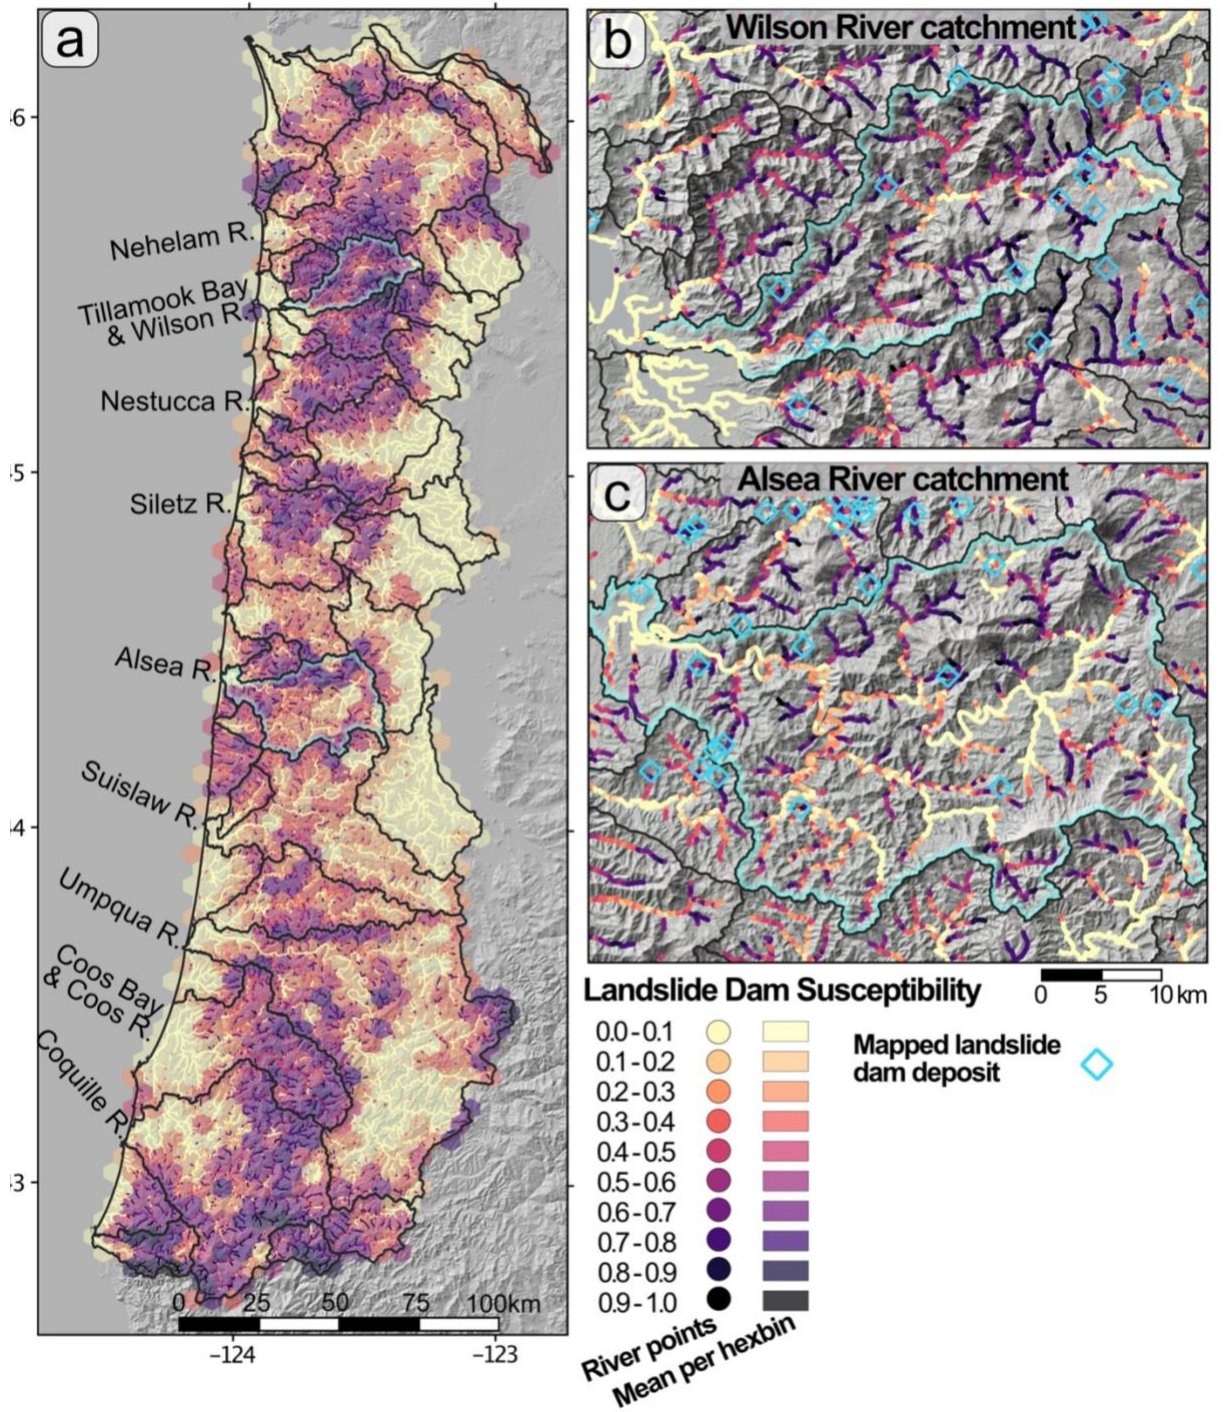 a
b
Wilson River catchment
c
Alsea River catchment
6
5
4
3
Nehelam R.
Tillamook Bay
& Wilson R.
Nestucca R.
Siletz R.
Alsea R.
Suislaw R.
Umpqua R.
Coos Bay
& Coos R.
Coquille R.
0 25 50 75 100km
−124 −123
0 5 10 km
Landslide Dam Susceptibility
0.0 - 0.1
0.1 - 0.2
0.2 - 0.3
0.3 - 0.4
0.4 - 0.5
0.5 - 0.6
0.6 - 0.7
0.7 - 0.8
0.8 - 0.9
0.9 - 1.0
River points
Mean per hexbin
Mapped landslide
dam deposit